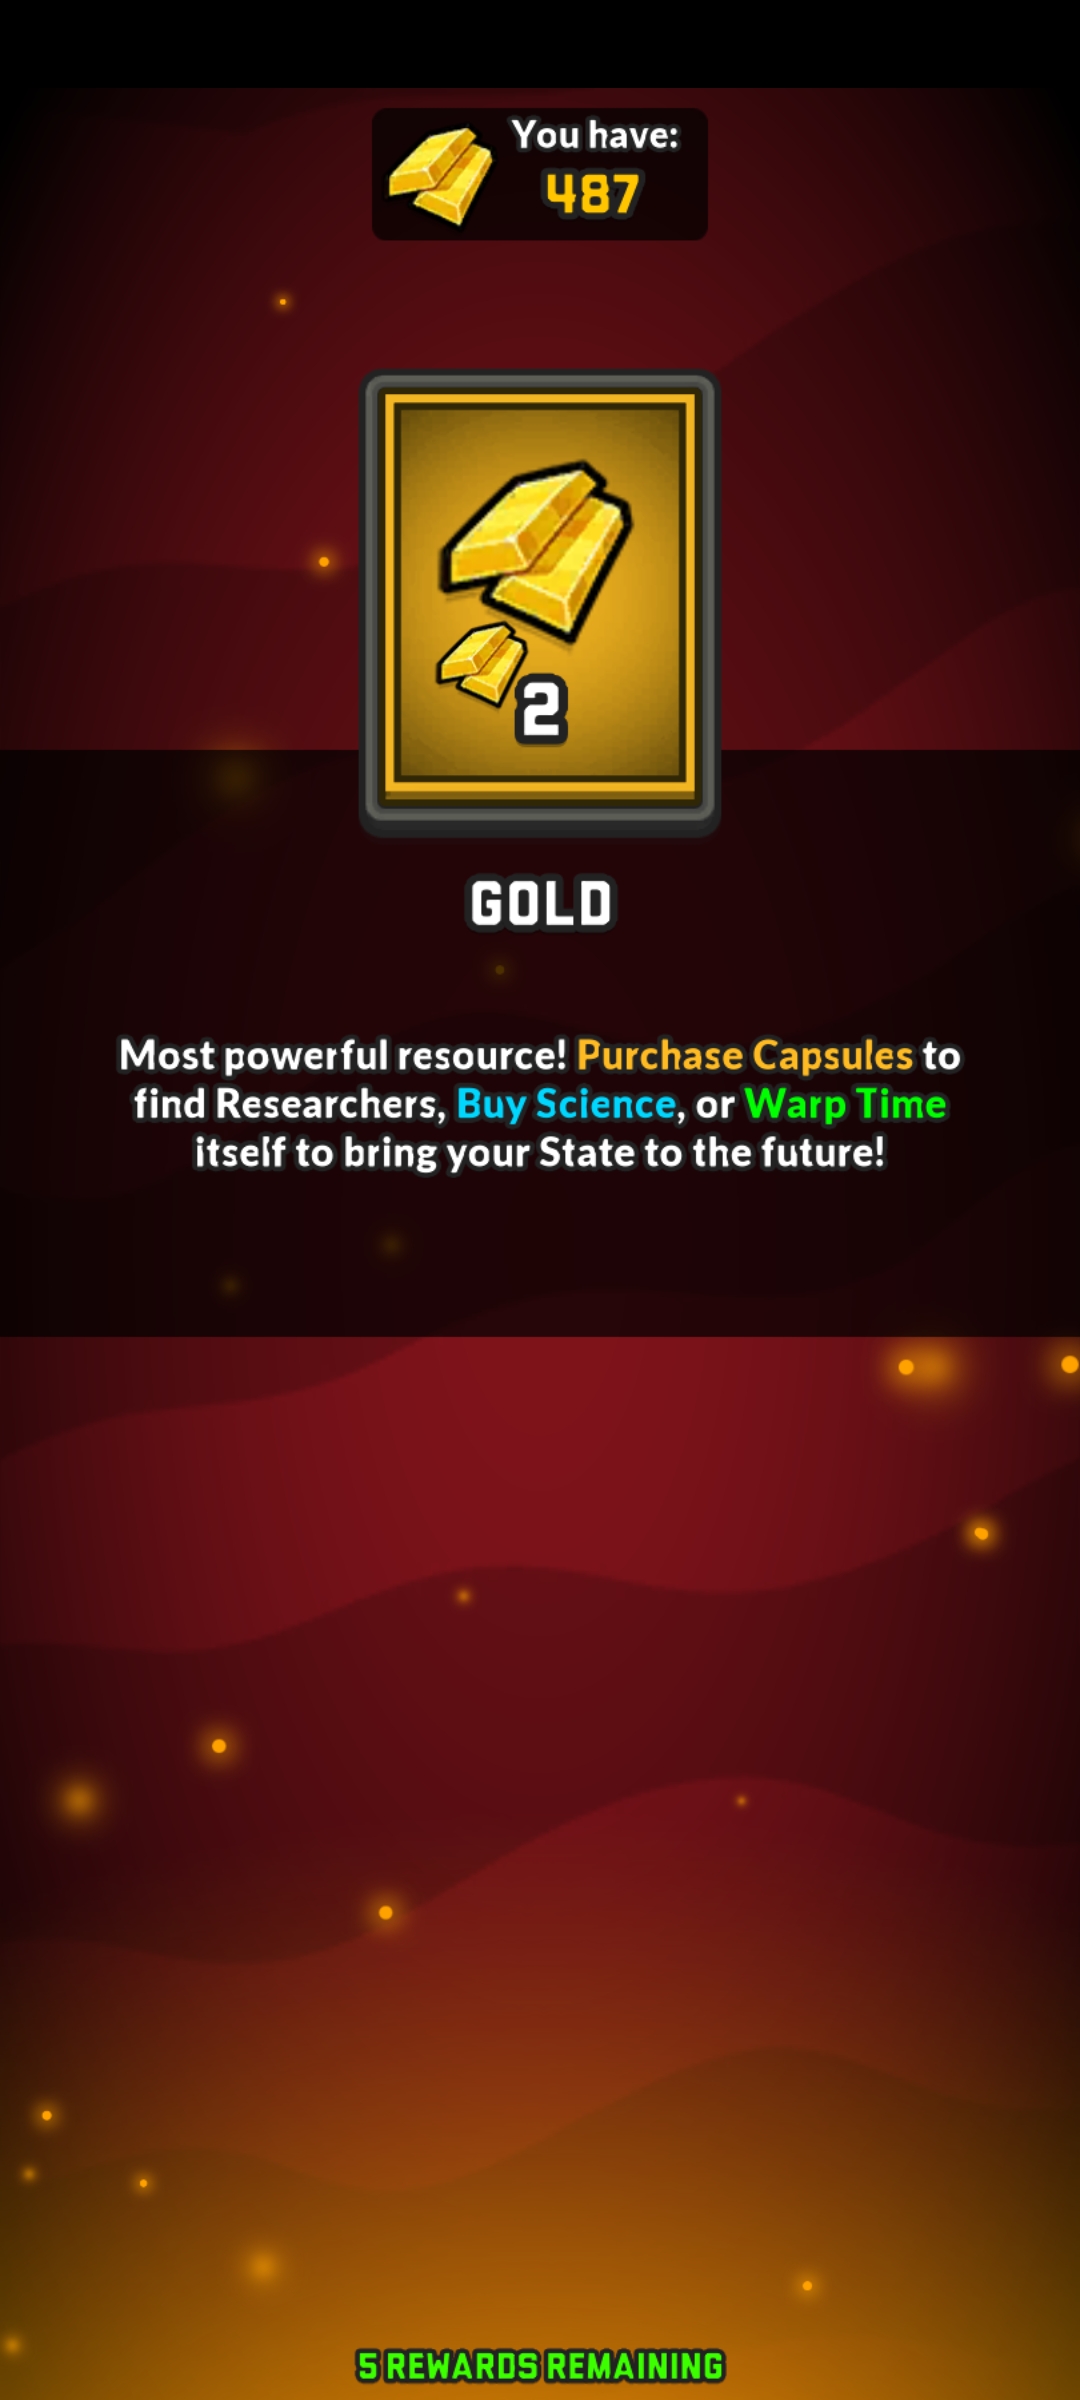 You have:
487
2
GOLD
Most powerful resource! Purchase Capsules to
find Researchers, Buy Science, or Warp Time
itself to bring your State to the future!
5 REWARDS REMAINING